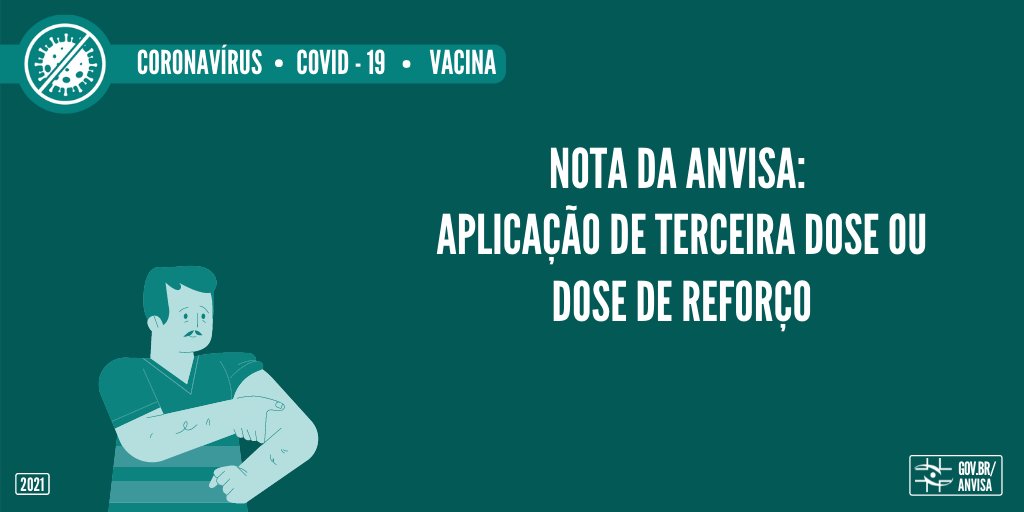 CORONAVÍRUS • COVID - 19 • VACINA
NOTA DA ANVISA:
APLICAÇÃO DE TERCEIRA DOSE OU
DOSE DE REFORÇO
2021
GOV.BR/
ANVISA